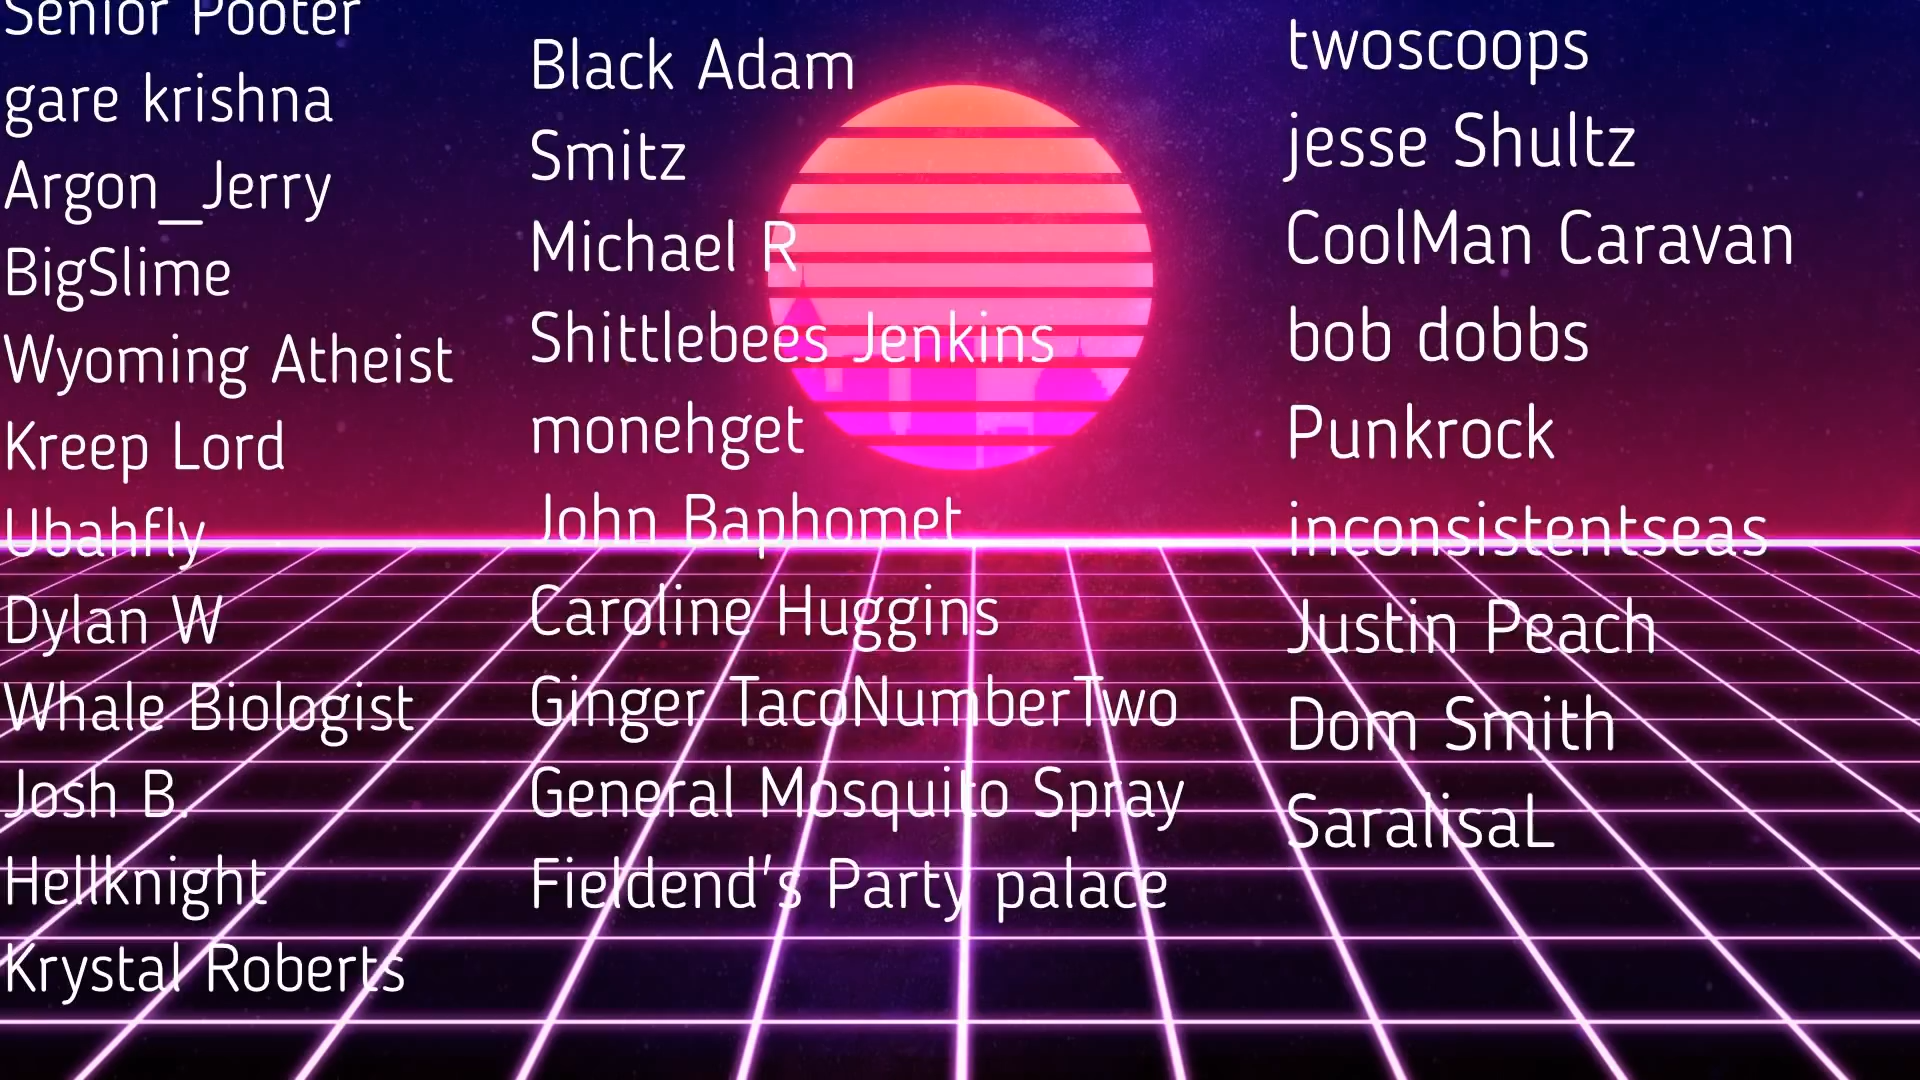 Senior Pooter
gare krishna
Argon_Jerry
BigSlime
Wyoming Atheist
Kreep Lord
Ubahfly
Dylan W
Whale Biologist
Josh B.
Hellknight
Krystal Roberts
Black Adam
Smitz
Michael R
Shittlebees Jenkins
monehget
John Baphomet
Caroline Huggins
Ginger TacoNumberTwo
General Mosquito Spray
Fieldend's Party palace
twoscoops
jesse Shultz
CoolMan Caravan
bob dobbs
Punkrock
inconsistentseas
Justin Peach
Dom Smith
SaralisaL